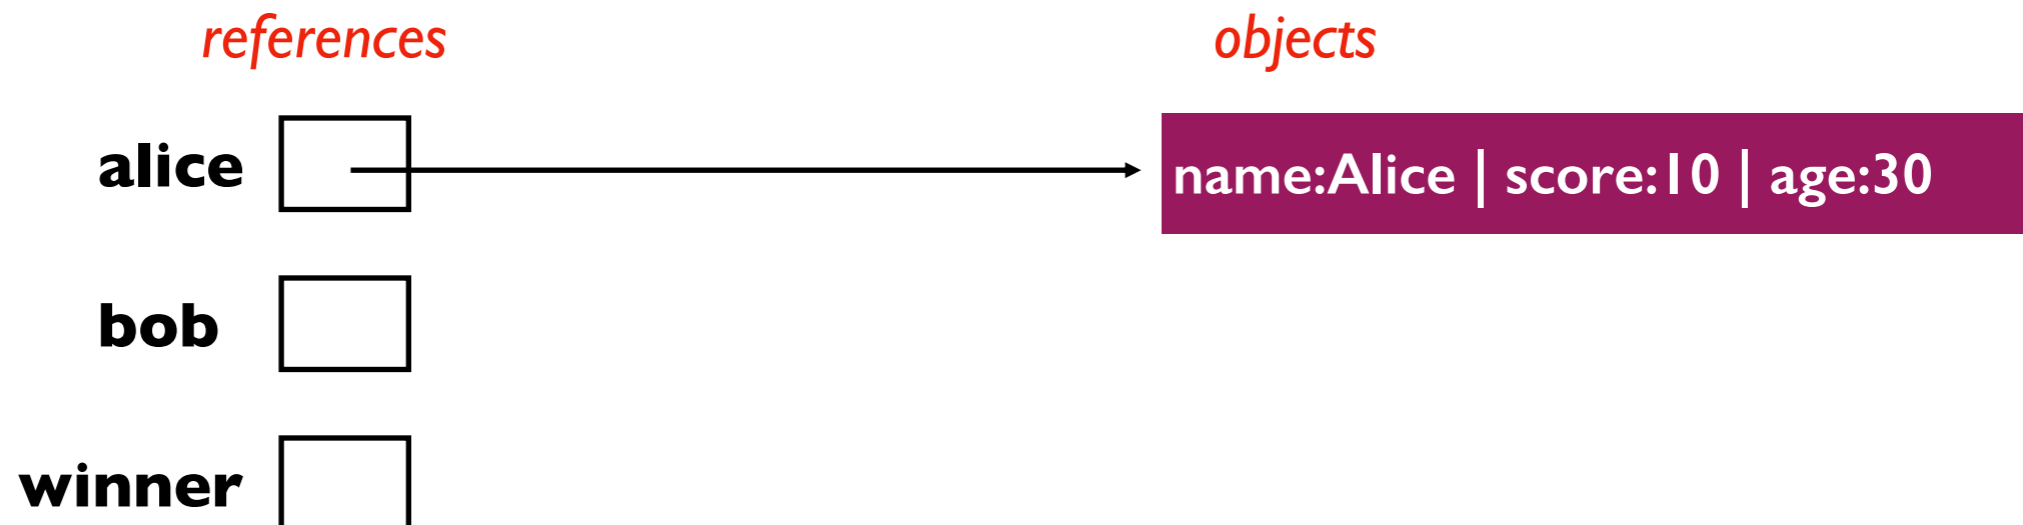 references objects
alice name:Alice | score:10 | age:30
bob
winner